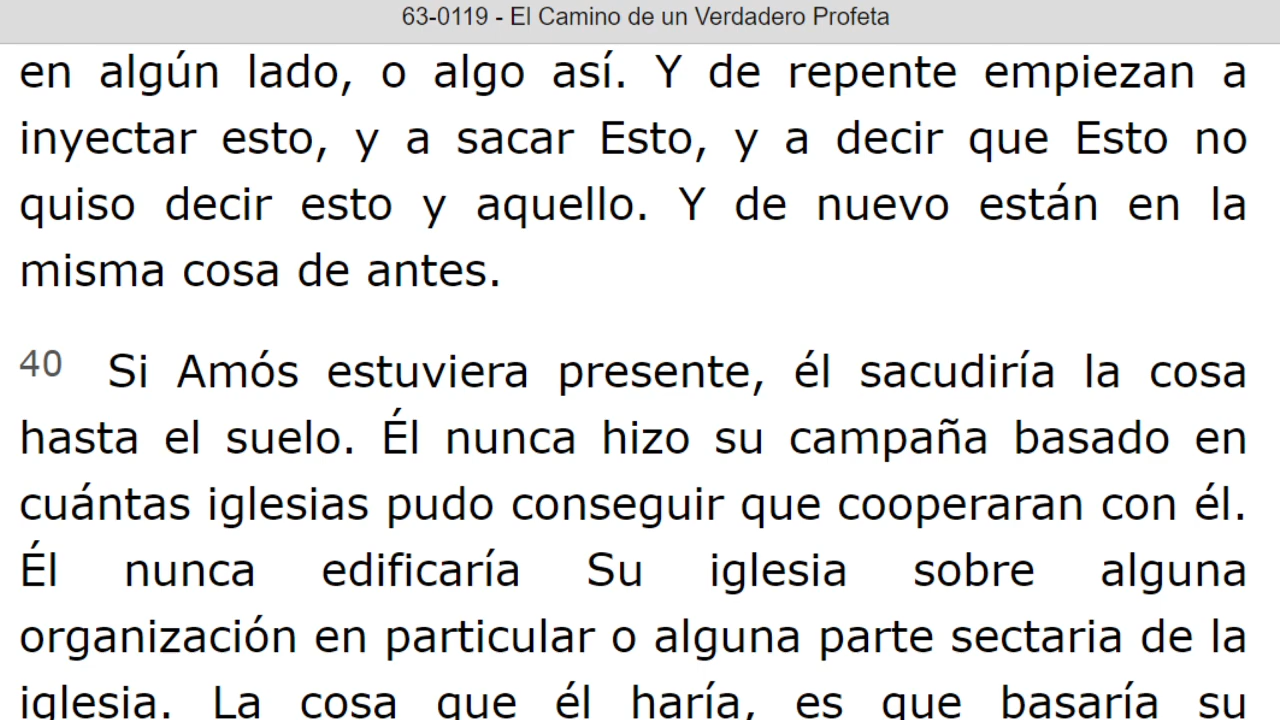 63-0119 - El Camino de un Verdadero Profeta
en algún lado, o algo así. Y de repente empiezan a
inyectar esto, y a sacar Esto, y a decir que Esto no
quiso decir esto y aquello. Y de nuevo están en la
misma cosa de antes.
40 Si Amós estuviera presente, él sacudiría la cosa
hasta el suelo. Él nunca hizo su campaña basado en
cuántas iglesias pudo conseguir que cooperaran con él.
Él nunca edificaría Su iglesia sobre alguna
organización en particular o alguna parte sectaria de la
iglesia. La cosa que él haría, es que basaría su